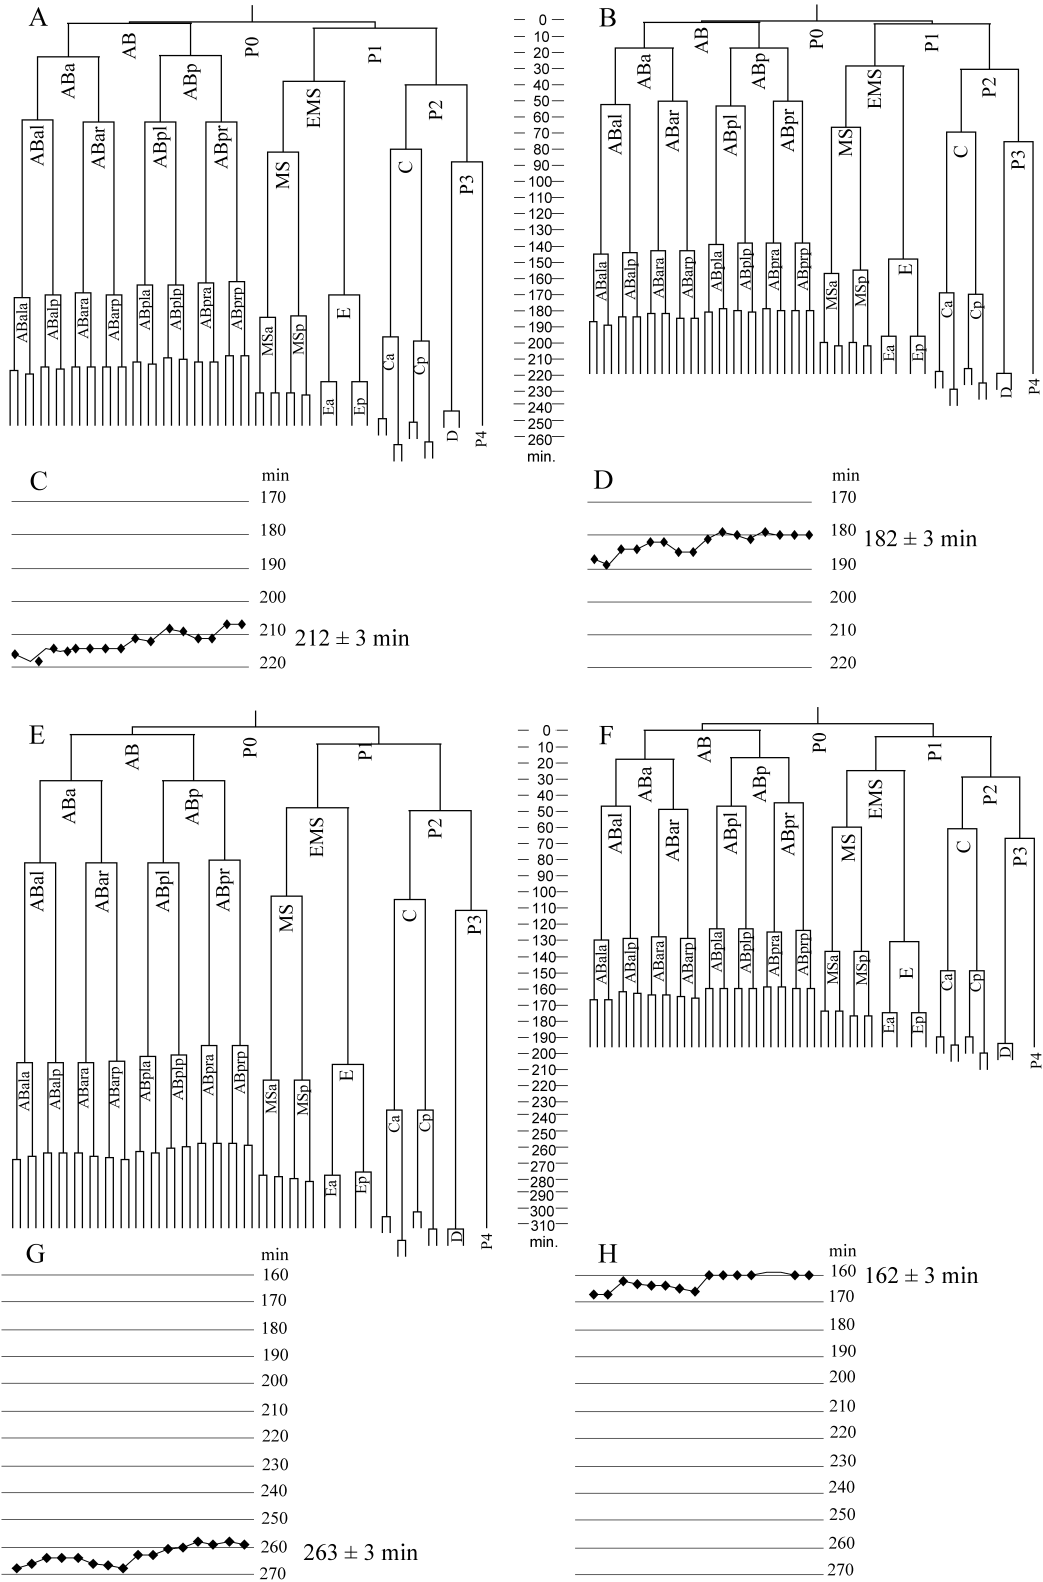 A
B
AB
P0
P1
ABa
ABp
EMS
P2
ABal
ABar
ABpl
ABpr
MS
C
P3
ABala
ABalp
ABara
ABarp
ABpla
ABplp
ABpra
ABprp
MSa
MSp
E
Ea
Ep
Ca
Cp
D
P4
0
10
20
30
40
50
60
70
80
90
100
110
120
130
140
150
160
170
180
190
200
210
220
230
240
250
260
min.
AB
P0
P1
ABa
ABp
EMS
P2
ABal
ABar
ABpl
ABpr
MS
C
P3
ABala
ABalp
ABara
ABarp
ABpla
ABplp
ABpra
ABprp
MSa
MSp
E
Ea
Ep
Ca
Cp
D
P4
C
min
170
180
190
200
210
220
212 ± 3 min
D
min
170
180
190
200
210
220
182 ± 3 min
E
AB
P0
P1
ABa
ABp
EMS
P2
ABal
ABar
ABpl
ABpr
MS
C
P3
ABala
ABalp
ABara
ABarp
ABpla
ABplp
ABpra
ABprp
MSa
MSp
E
Ea
Ep
Ca
Cp
D
P4
0
10
20
30
40
50
60
70
80
90
100
110
120
130
140
150
160
170
180
190
200
210
220
230
240
250
260
270
280
290
300
310
min.
F
AB
P0
P1
ABa
ABp
EMS
P2
ABal
ABar
ABpl
ABpr
MS
C
P3
ABala
ABalp
ABara
ABarp
ABpla
ABplp
ABpra
ABprp
MSa
MSp
E
Ea
Ep
Ca
Cp
D
P4
G
min
160
170
180
190
200
210
220
230
240
250
260
270
263 ± 3 min
H
min
160
170
180
190
200
210
220
230
240
250
260
270
162 ± 3 min